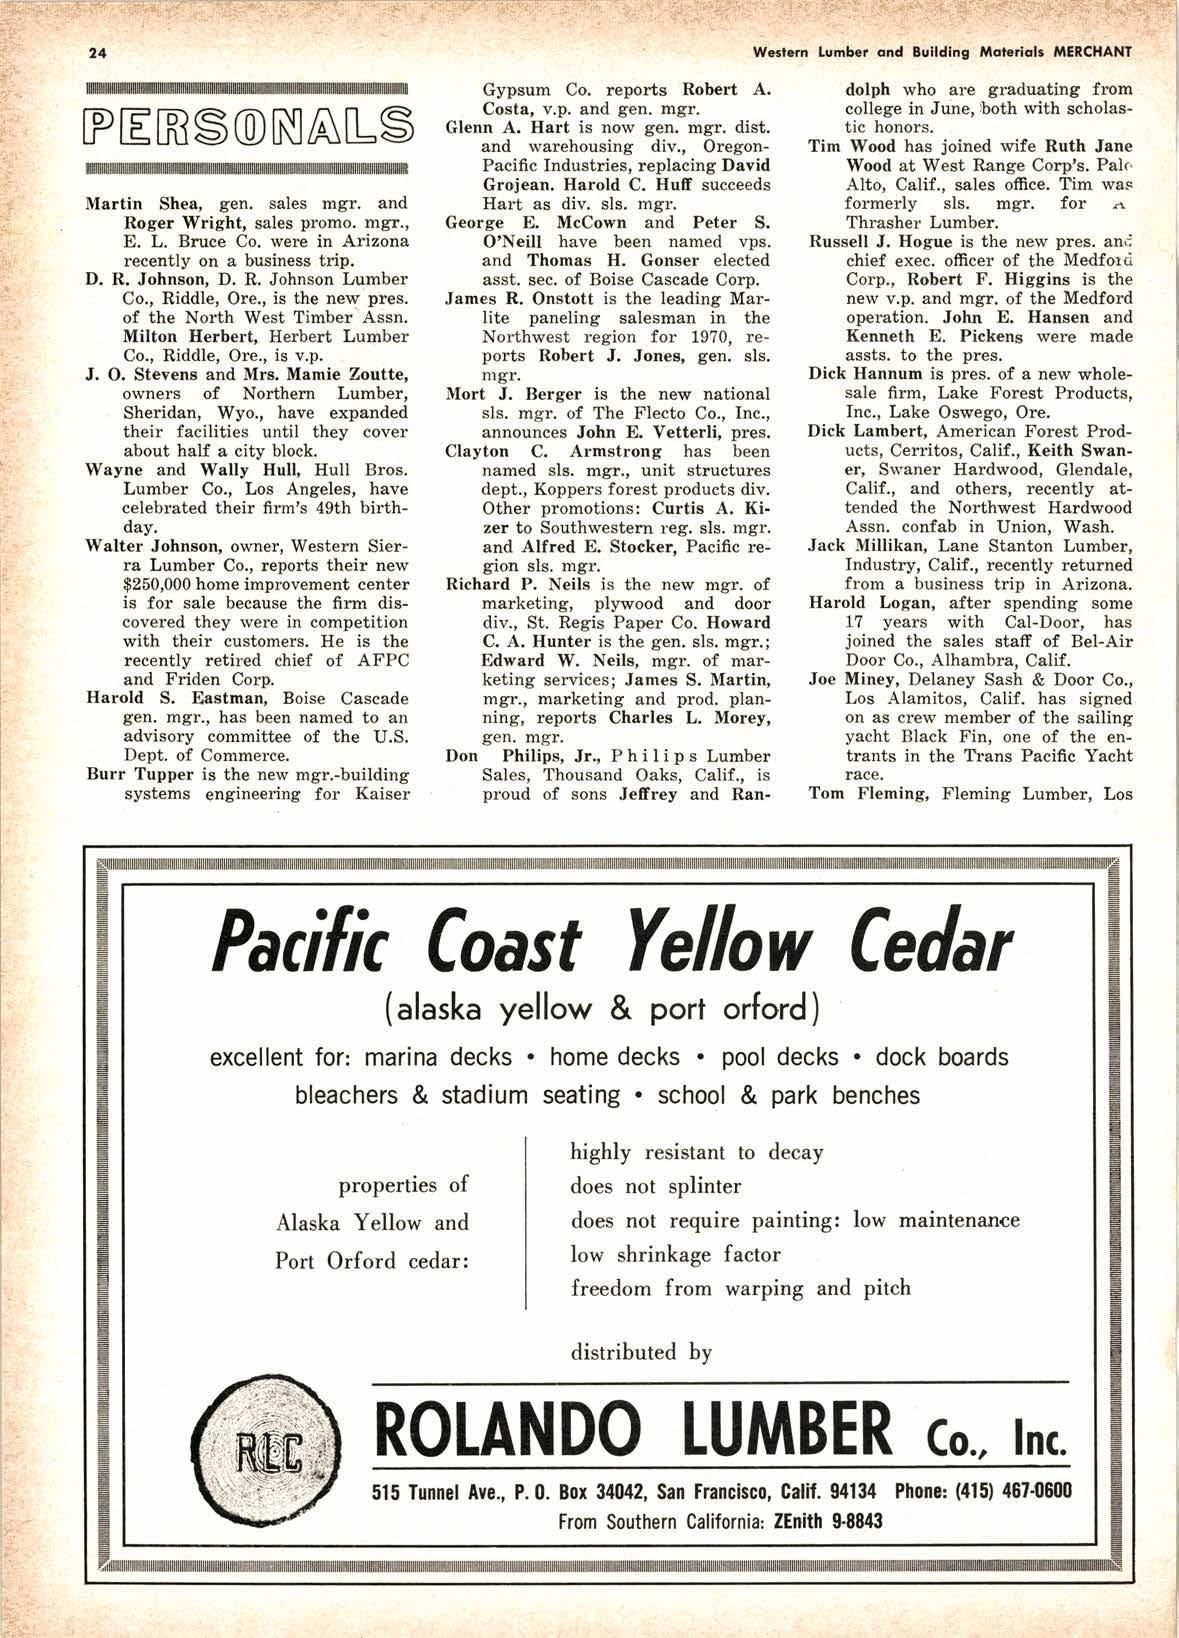 24
Western Lumber and Building Materials MERCHANT
PERSONALS
Martin Shea, gen. sales mgr. and
Roger Wright, sales promo. mgr.,
E. L. Bruce Co. were in Arizona
recently on a business trip.
D. R. Johnson, D. R. Johnson Lumber
Co., Riddle, Ore., is the new pres.
of the North West Timber Assn.
Milton Herbert, Herbert Lumber
Co., Riddle, Ore., is v.p.
J. O. Stevens and Mrs. Mamie Zoutte,
owners of Northern Lumber,
Sheridan, Wyo., have expanded
their facilities until they cover
about half a city block.
Wayne and Wally Hull, Hull Bros.
Lumber Co., Los Angeles, have
celebrated their firm's 49th birth-
day.
Walter Johnson, owner, Western Sier-
ra Lumber Co., reports their new
$250,000 home improvement center
is for sale because the firm dis-
covered they were in competition
with their customers. He is the
recently retired chief of AFPC
and Friden Corp.
Harold S. Eastman, Boise Cascade
gen. mgr., has been named to an
advisory committee of the U.S.
Dept. of Commerce.
Burr Tupper is the new mgr.-building
systems engineering for Kaiser
Gypsum Co. reports Robert A.
Costa, v.p. and gen. mgr.
Glenn A. Hart is now gen. mgr. dist.
and warehousing div., Oregon-
Pacific Industries, replacing David
Grojean. Harold C. Huff succeeds
Hart as div. sls. mgr.
George E. McCown and Peter S.
O'Neill have been named vps.
and Thomas H. Gonser elected
asst. sec. of Boise Cascade Corp.
James R. Onstott is the leading Mar-
lite paneling salesman in the
Northwest region for 1970, re-
ports Robert J. Jones, gen. sls.
mgr.
Mort J. Berger is the new national
sls. mgr. of The Flecto Co., Inc.,
announces John E. Vetterli, pres.
Clayton C. Armstrong has been
named sls. mgr., unit structures
dept., Koppers forest products div.
Other promotions: Curtis A. Ki-
zer to Southwestern reg. sls. mgr.
and Alfred E. Stocker, Pacific re-
gion sls. mgr.
Richard P. Neils is the new mgr. of
marketing, plywood and door
div., St. Regis Paper Co. Howard
C. A. Hunter is the gen. sls. mgr.;
Edward W. Neils, mgr. of mar-
keting services; James S. Martin,
mgr., marketing and prod. plan-
ning, reports Charles L. Morey,
gen. mgr.
Don Philips, Jr., Philips Lumber
Sales, Thousand Oaks, Calif., is
proud of sons Jeffrey and Ran-
dolph who are graduating from
college in June, both with scholas-
tic honors.
Tim Wood has joined wife Ruth Jane
Wood at West Range Corp's. Palo
Alto, Calif., sales office. Tim was
formerly sls. mgr. for
Thrasher Lumber.
Russell J. Hogue is the new pres. and
chief exec. officer of the Medford
Corp., Robert F. Higgins is the
new v.p. and mgr. of the Medford
operation. John E. Hansen and
Kenneth E. Pickens were made
assts. to the pres.
Dick Hannum is pres. of a new whole-
sale firm, Lake Forest Products,
Inc., Lake Oswego, Ore.
Dick Lambert, American Forest Prod-
ucts, Cerritos, Calif., Keith Swan-
er, Swaner Hardwood, Glendale,
Calif., and others, recently at-
tended the Northwest Hardwood
Assn. confab in Union, Wash.
Jack Millikan, Lane Stanton Lumber,
Industry, Calif., recently returned
from a business trip in Arizona.
Harold Logan, after spending some
17 years with Cal-Door, has
joined the sales staff of Bel-Air
Door Co., Alhambra, Calif.
Joe Miney, Delaney Sash & Door Co.,
Los Alamitos, Calif. has signed
on as crew member of the sailing
yacht Black Fin, one of the en-
trants in the Trans Pacific Yacht
race.
Tom Fleming, Fleming Lumber, Los
Pacific Coast Yellow Cedar
(alaska yellow & port orford)
excellent for: marina decks • home decks • pool decks • dock boards
bleachers & stadium seating • school & park benches
properties of
Alaska Yellow and
Port Orford cedar:
highly resistant to decay
does not splinter
does not require painting: low maintenance
low shrinkage factor
freedom from warping and pitch
distributed by
RLC
ROLANDO LUMBER Co., Inc.
515 Tunnel Ave., P. O. Box 34042, San Francisco, Calif. 94134 Phone: (415) 467-0600
From Southern California: ZEnith 9-8843